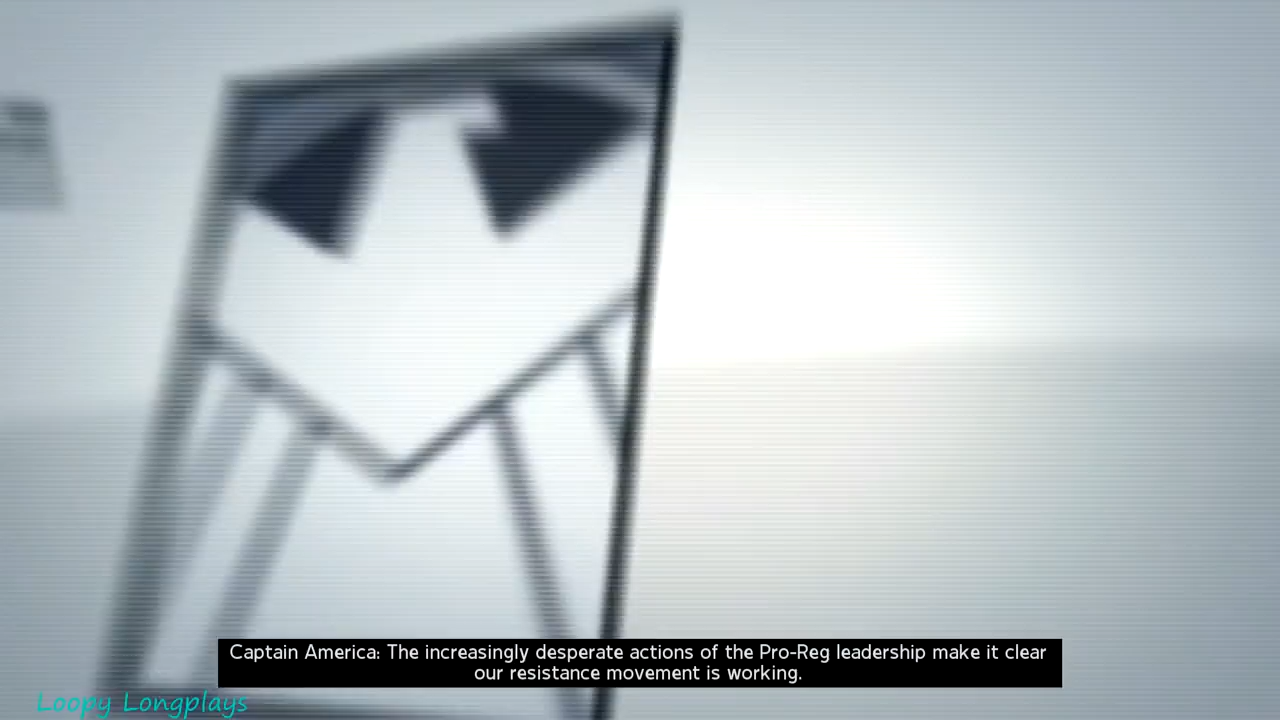 Captain America: The increasingly desperate actions of the Pro-Reg leadership make it clear
our resistance movement is working.
Loopy Longplays